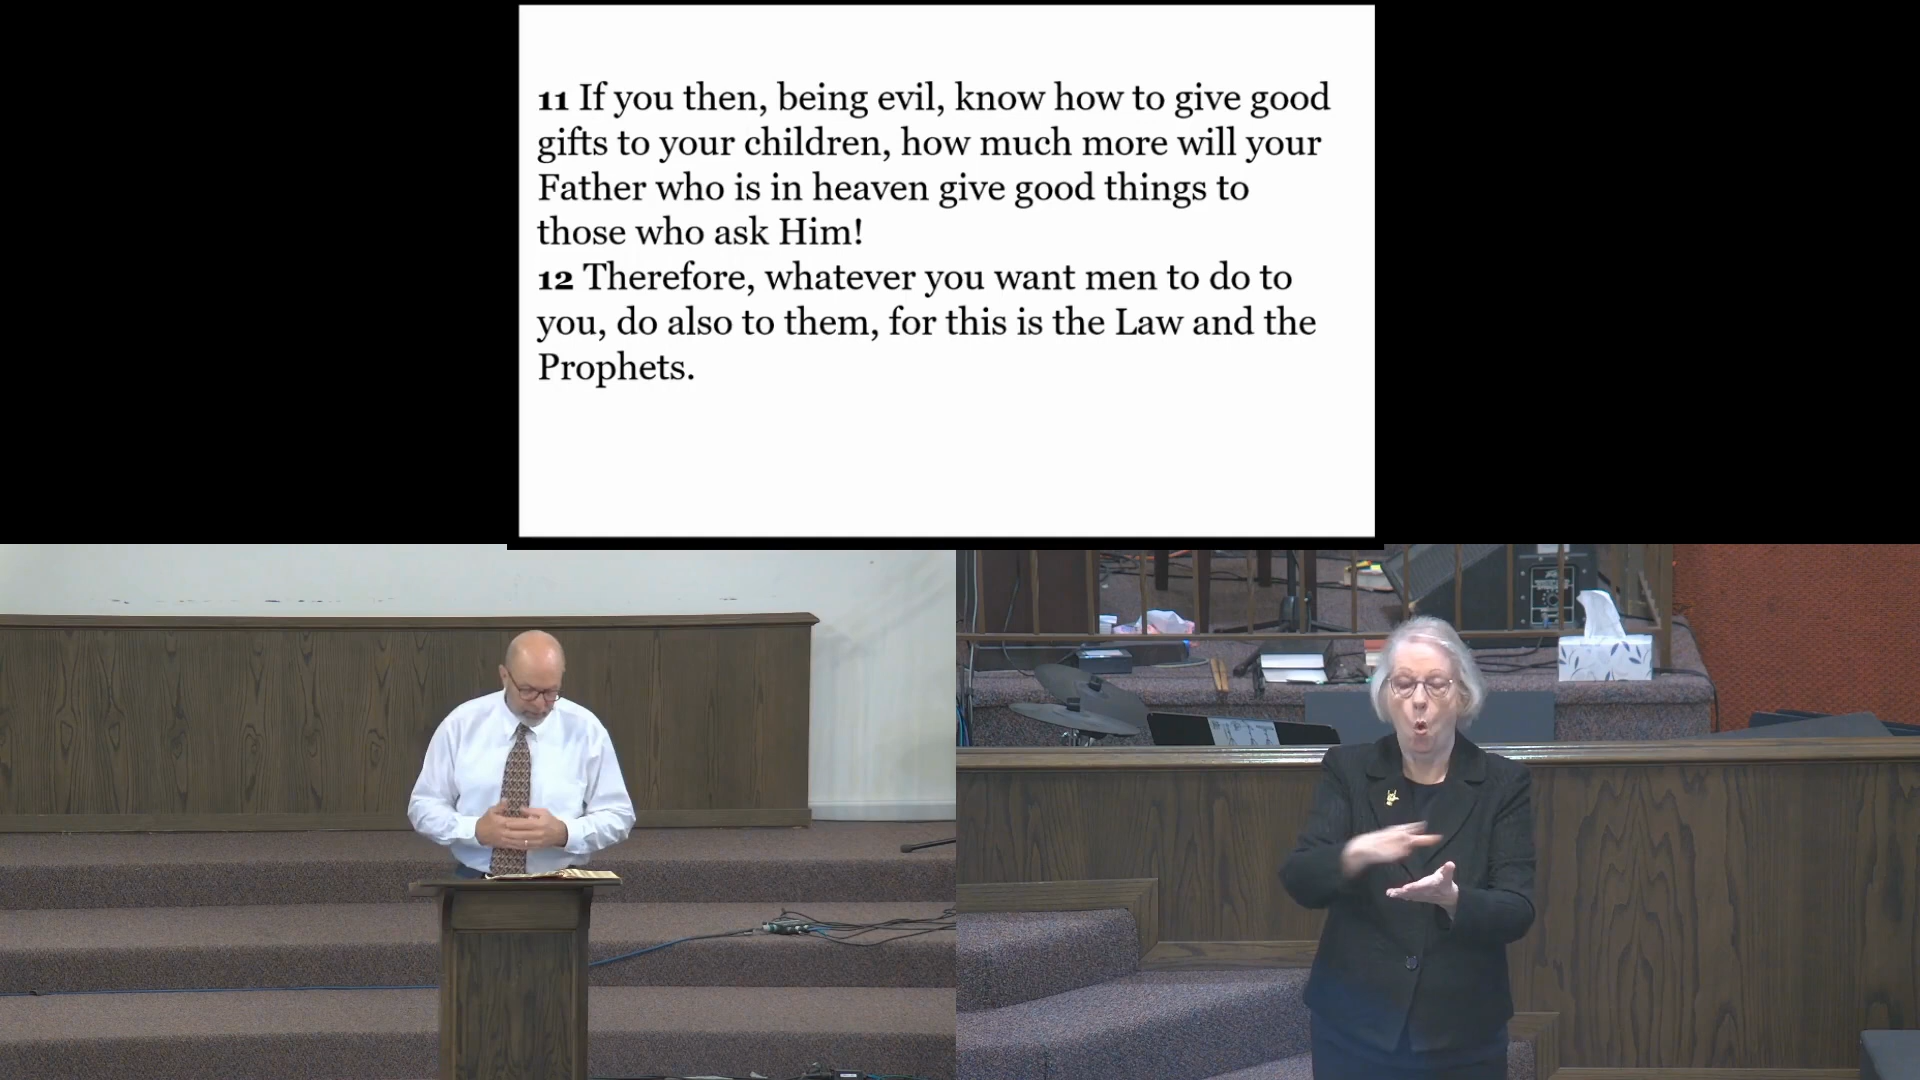 11 If you then, being evil, know how to give good
gifts to your children, how much more will your
Father who is in heaven give good things to
those who ask Him!
12 Therefore, whatever you want men to do to
you, do also to them, for this is the Law and the
Prophets.